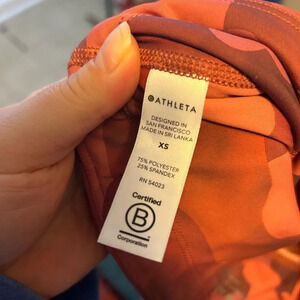 ATHLETA
DESIGNED IN
SAN FRANCISCO
MADE IN SRI LANKA
XS
75% POLYESTER
25% SPANDEX
RN 54023
Certified
B
Corporation